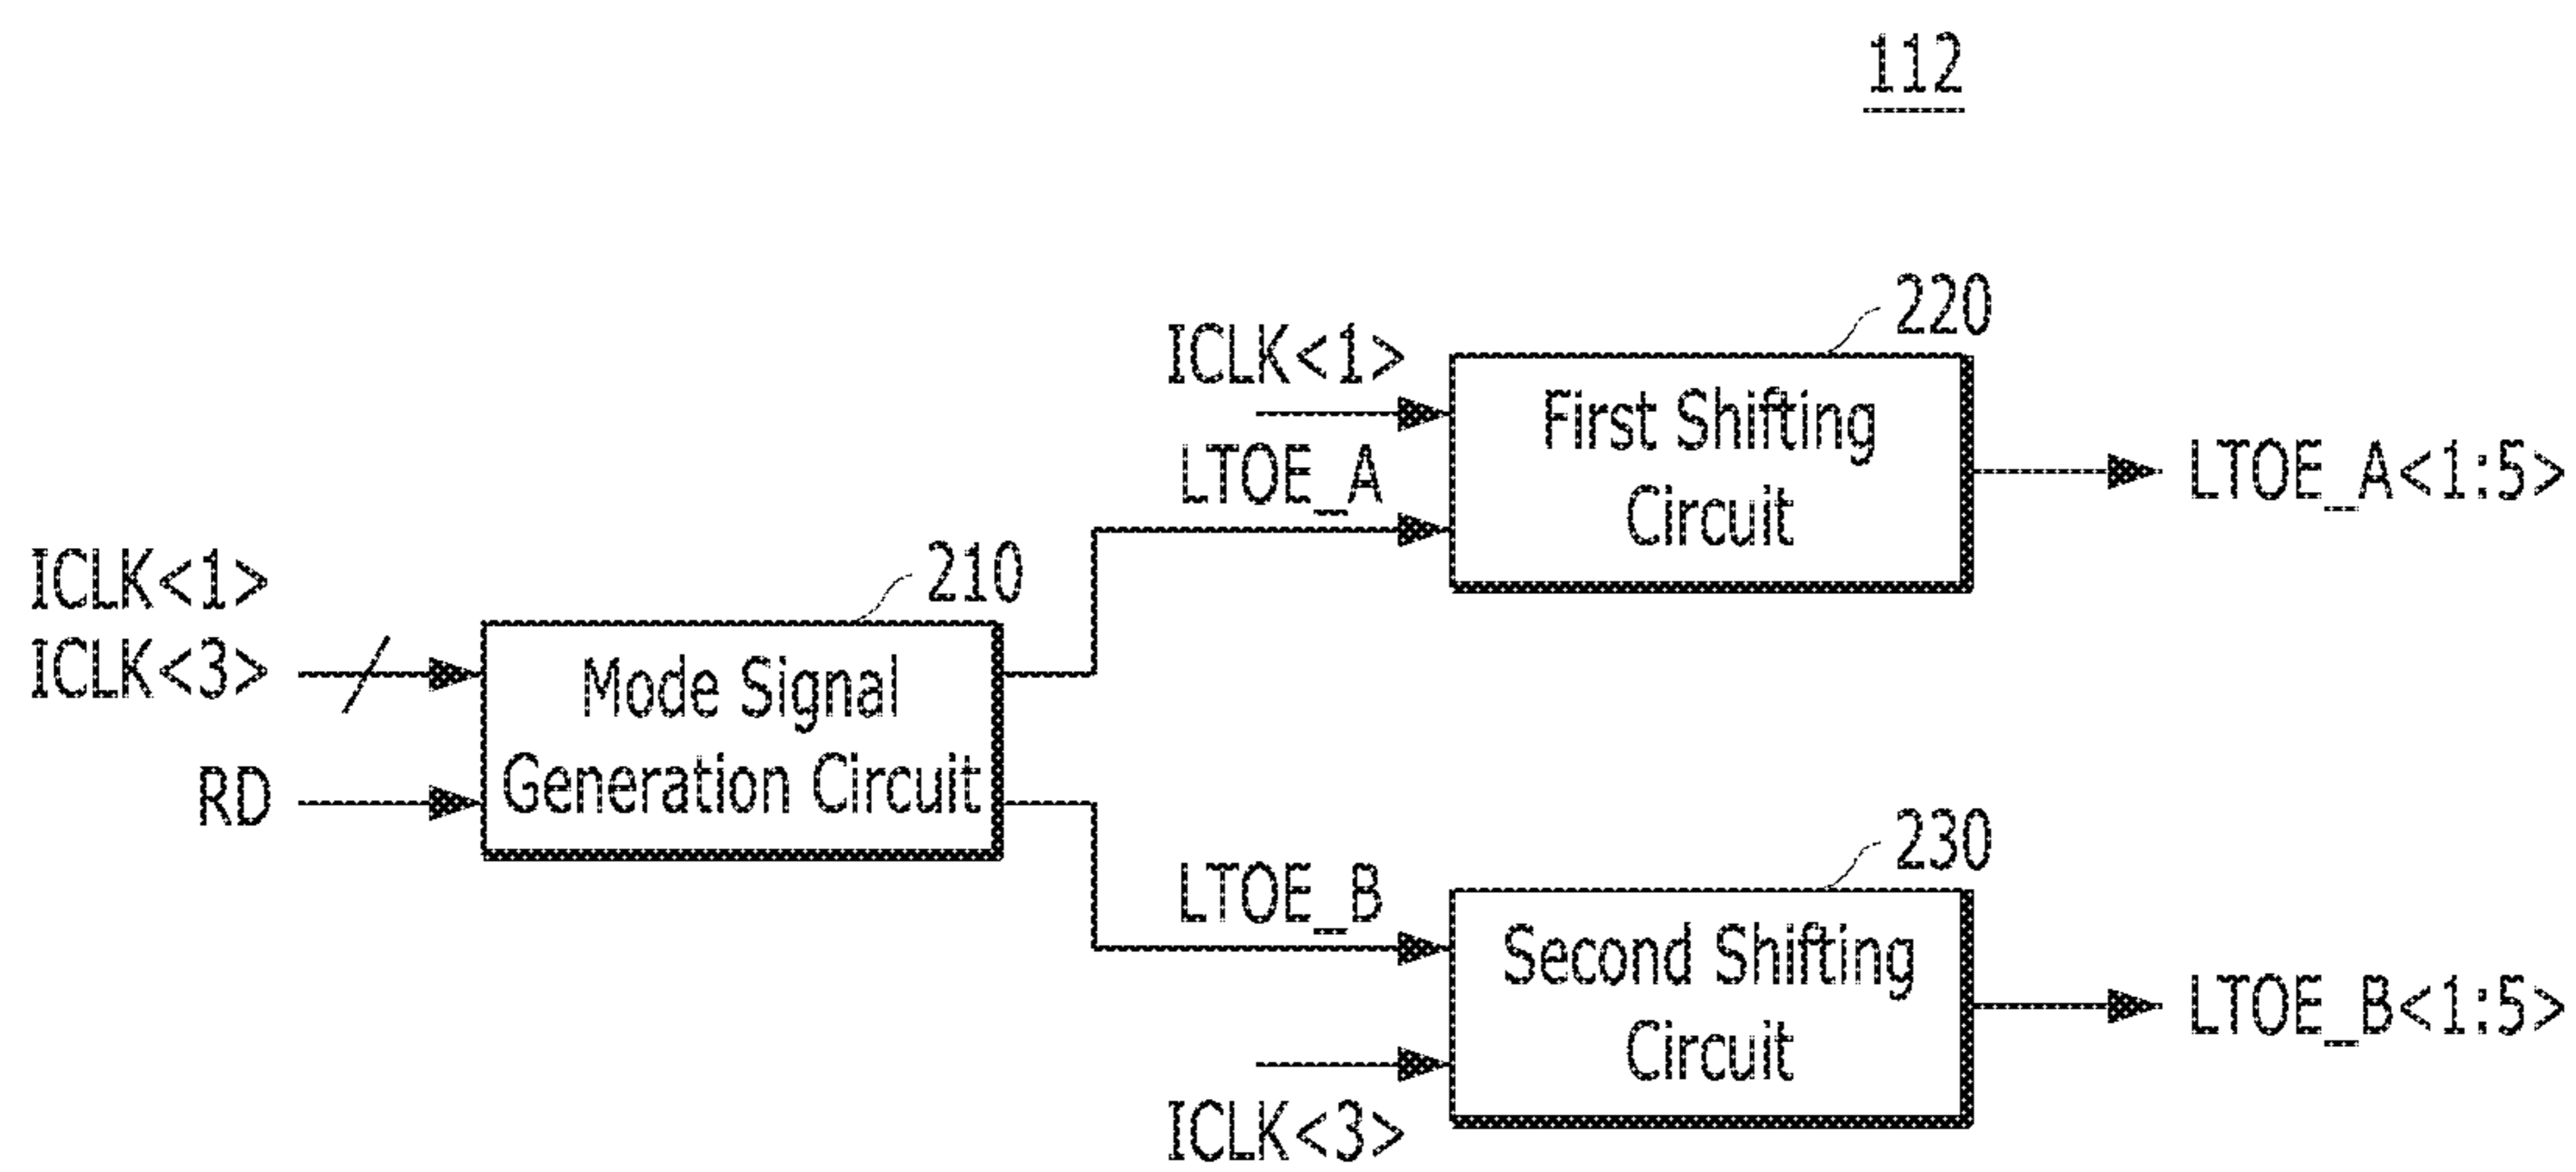 112
220
ICLK<1>
First Shifting
Circuit
LTOE_A
LTOE_A<1:5>
ICLK<1>
ICLK<3>
RD
210
Mode Signal
Generation Circuit
230
LTOE_B
Second Shifting
Circuit
LTOE_B<1:5>
ICLK<3>